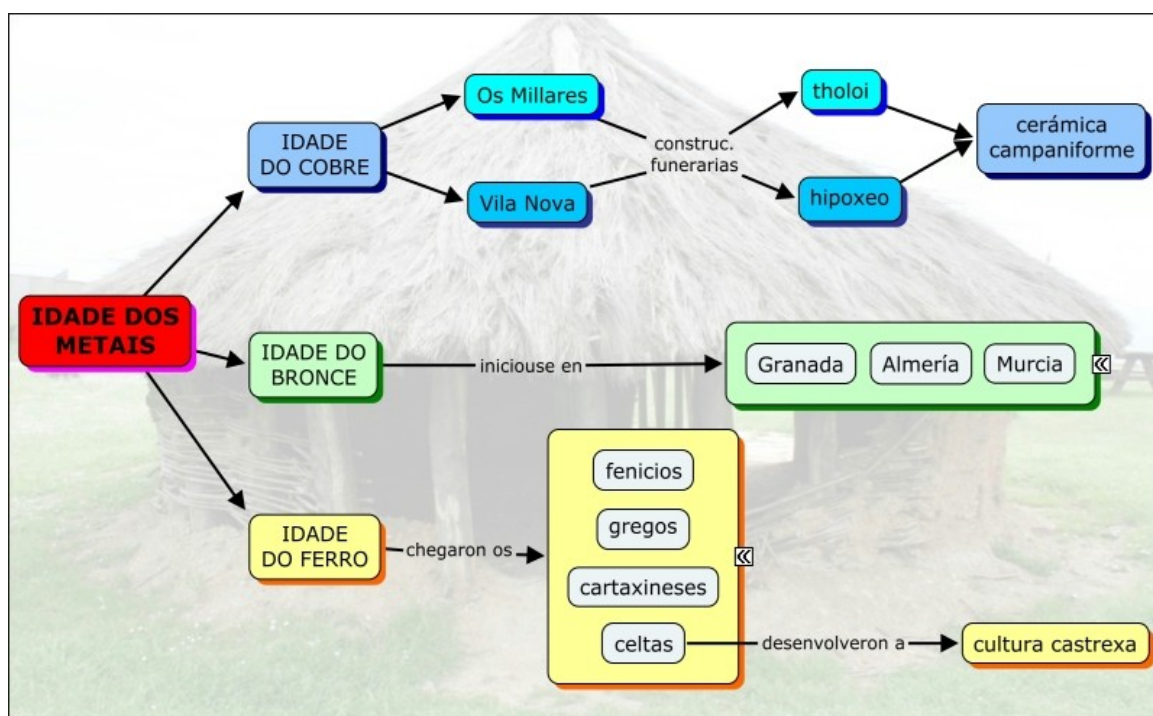 IDADE DOS
METAIS
IDADE
DO COBRE
Os Millares
Vila Nova
construc.
funerarias
tholoi
hipoxeo
cerámica
campaniforme
IDADE DO
BRONCE
iniciouse en
Granada
Almería
Murcia
IDADE
DO FERRO
chegaron os
fenicios
gregos
cartaxineses
celtas
desenvolveron a
cultura castrexa